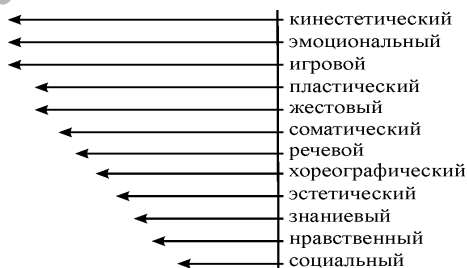 кинестетический
эмоциональный
игровой
пластический
жестовый
соматический
речевой
хореографический
эстетический
знаниевый
нравственный
социальный